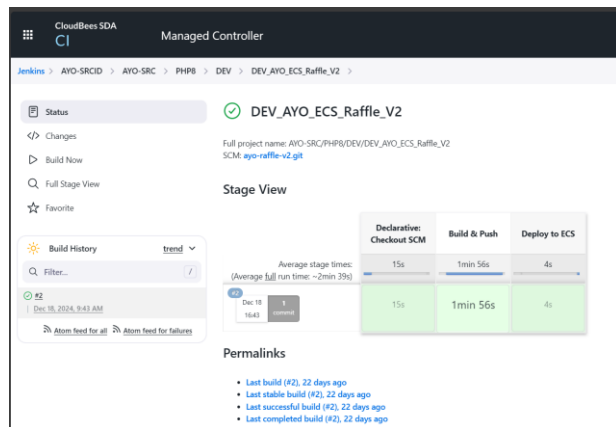 CloudBees SDA
CI
Managed Controller
Jenkins > AYO-SRCID > AYO-SRC > PHP8 > DEV > DEV_AYO_ECS_Raffle_V2 >
Status
</> Changes
Build Now
Full Stage View
Favorite
Build History
trend
Filter...
/
#2
Dec 18, 2024, 9:43 AM
Atom feed for all Atom feed for failures
DEV_AYO_ECS_Raffle_V2
Full project name: AYO-SRC/PHP8/DEV/DEV_AYO_ECS_Raffle_V2
SCM: ayo-raffle-v2.git
Stage View
Declarative:
Checkout SCM
Build & Push
Deploy to ECS
Average stage times:
(Average full run time: ~2min 39s)
15s
1min 56s
4s
#2
Dec 18
16:43
1
commit
15s
1min 56s
4s
Permalinks
• Last build (#2), 22 days ago
• Last stable build (#2), 22 days ago
• Last successful build (#2), 22 days ago
• Last completed build (#2), 22 days ago